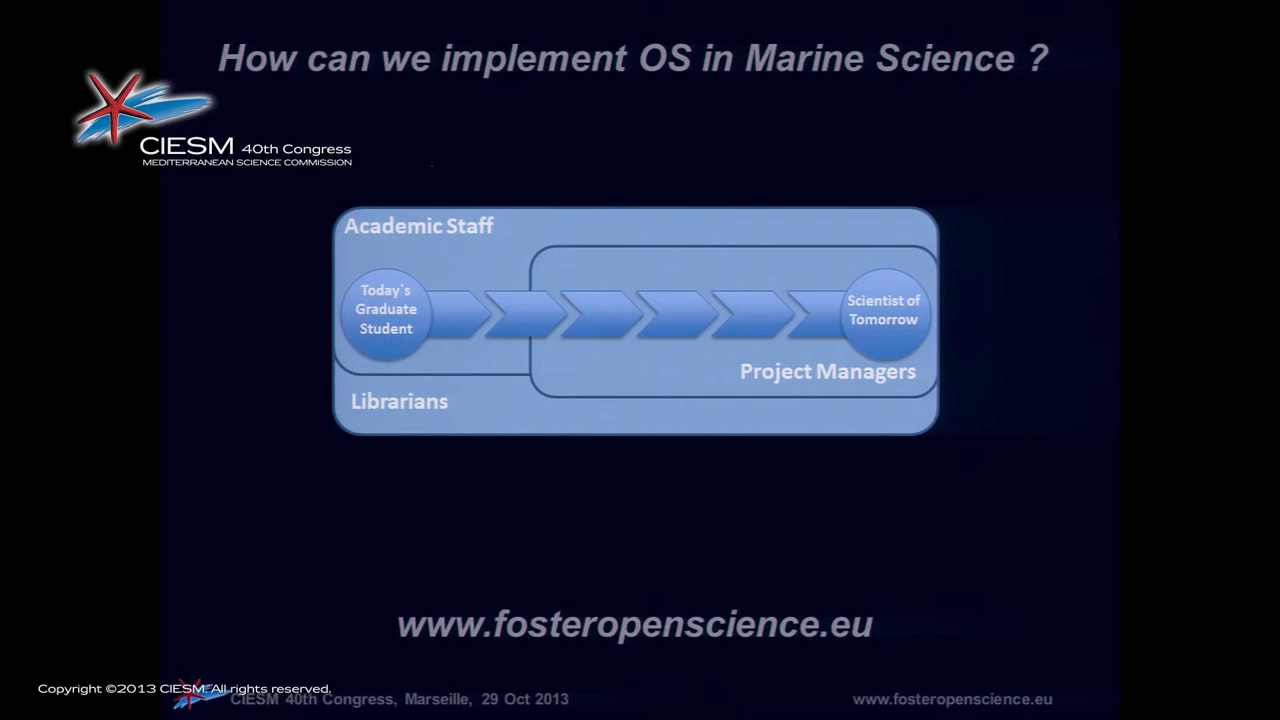 How can we implement OS in Marine Science ?
CIESM 40th Congress
MEDITERRANEAN SCIENCE COMMISSION
Academic Staff
Today`s
Graduate
Student
Scientist of
Tomorrow
Project Managers
Librarians
www.fosteropenscience.eu
Copyright ©2013 CIESM. All rights reserved.
CIESM 40th Congress, Marseille, 29 Oct 2013
www.fosteropenscience.eu